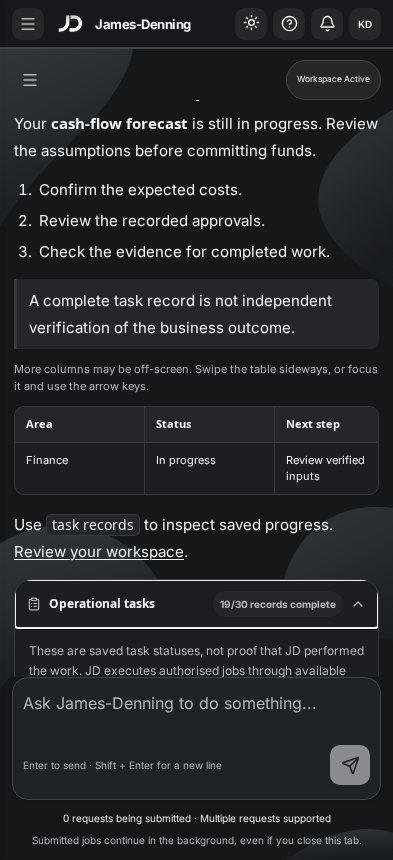 JD James-Denning KD
Workspace Active
Your cash-flow forecast is still in progress. Review
the assumptions before committing funds.
1. Confirm the expected costs.
2. Review the recorded approvals.
3. Check the evidence for completed work.
A complete task record is not independent
verification of the business outcome.
More columns may be off-screen. Swipe the table sideways, or focus
it and use the arrow keys.
Area Status Next step
Finance In progress Review verified
inputs
Use task records to inspect saved progress.
Review your workspace.
Operational tasks 19/30 records complete
These are saved task statuses, not proof that JD performed
the work. JD executes authorised jobs through available
Ask James-Denning to do something...
Enter to send · Shift + Enter for a new line
0 requests being submitted · Multiple requests supported
Submitted jobs continue in the background, even if you close this tab.